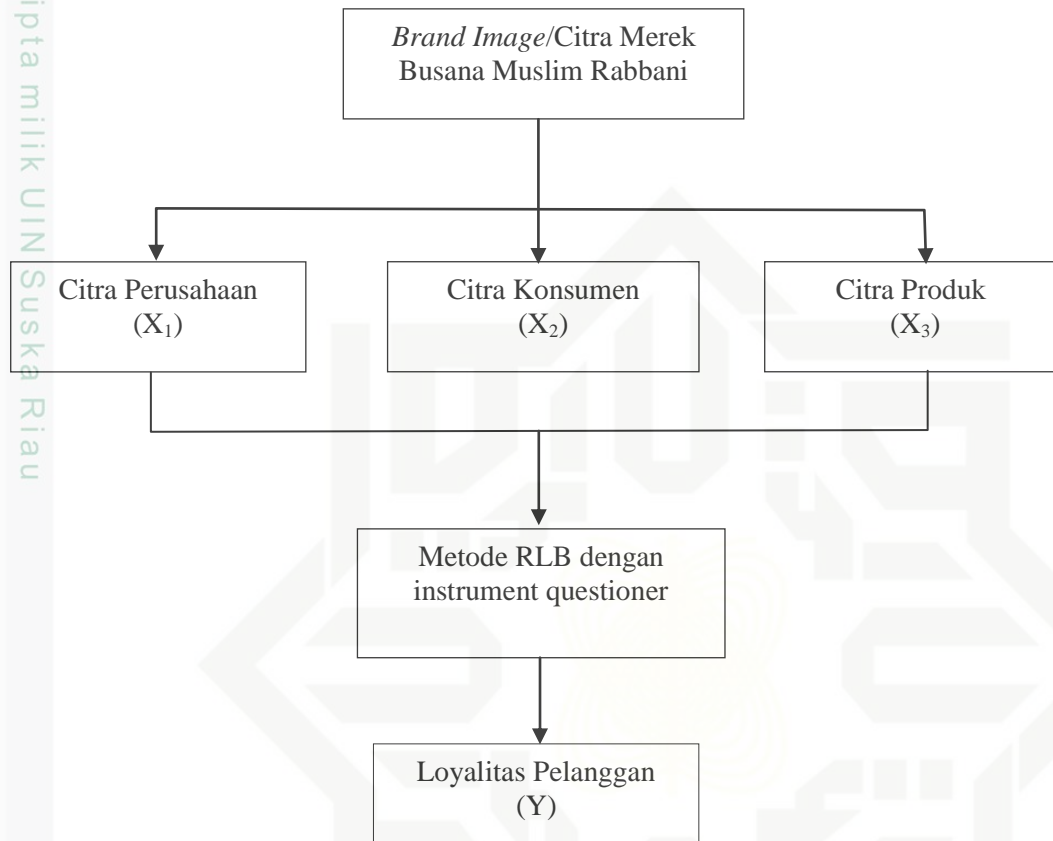 ipta milik UIN Suska Riau
Brand Image/Citra Merek
Busana Muslim Rabbani
Citra Perusahaan
(X₁)
Citra Konsumen
(X₂)
Citra Produk
(X₃)
Metode RLB dengan
instrument questioner
Loyalitas Pelanggan
(Y)